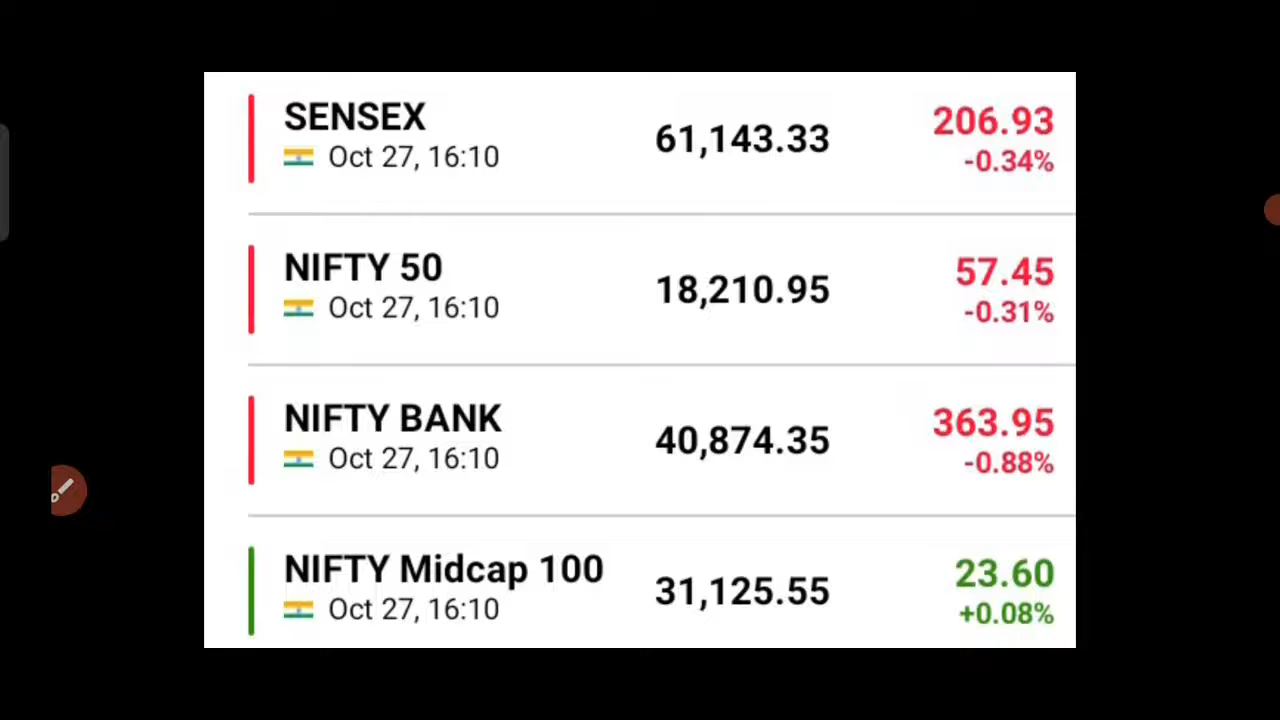 SENSEX
61,143.33
206.93
Oct 27, 16:10
-0.34%
NIFTY 50
18,210.95
57.45
Oct 27, 16:10
-0.31%
NIFTY BANK
40,874.35
363.95
Oct 27, 16:10
-0.88%
NIFTY Midcap 100
31,125.55
23.60
Oct 27, 16:10
+0.08%